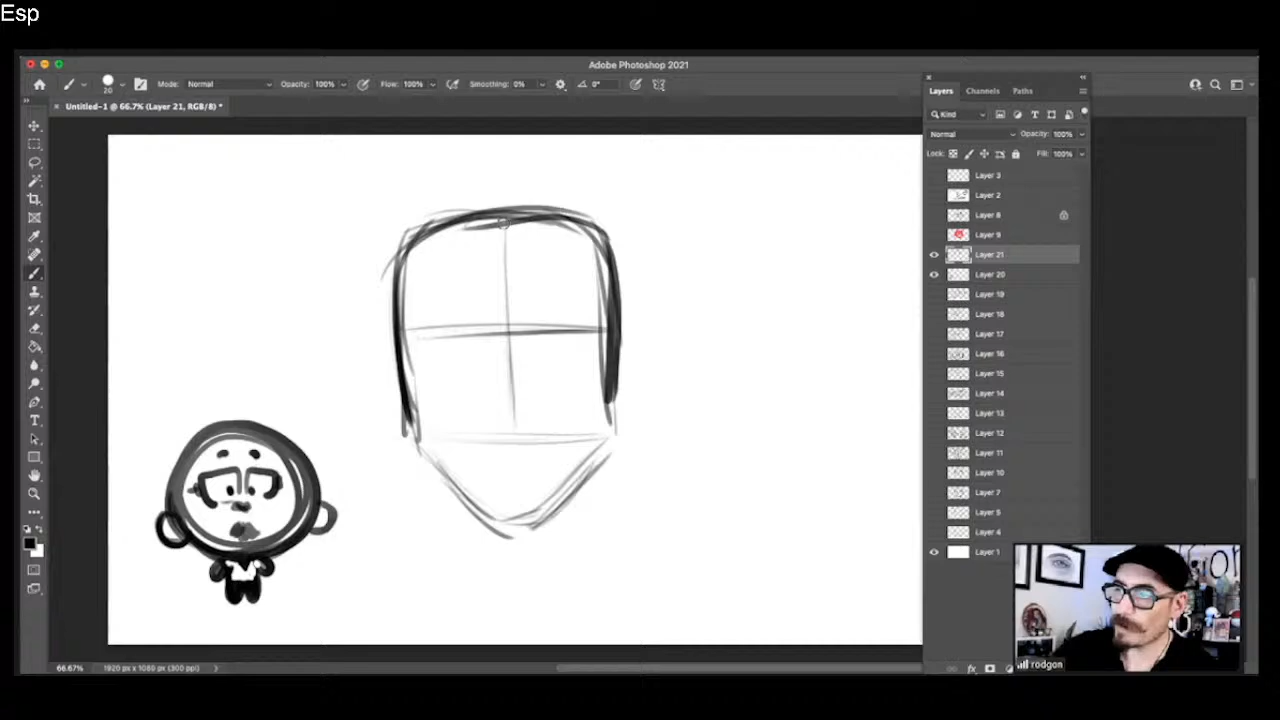 Esp
Adobe Photoshop 2021
20 Mode: Normal Opacity: 100% Flow: 100% Smoothing: 0% 0°
Untitled-1 @ 66.7% (Layer 21, RGB/8) *
Layers Channels Paths
Kind
Normal Opacity: 100%
Lock: Fill: 100%
Layer 3
Layer 2
Layer 8
Layer 9
Layer 21
Layer 20
Layer 19
Layer 18
Layer 17
Layer 16
Layer 15
Layer 14
Layer 13
Layer 12
Layer 11
Layer 10
Layer 7
Layer 5
Layer 4
Layer 1
rodgon
66.67% 1920 px x 1080 px (300 ppi)
fx